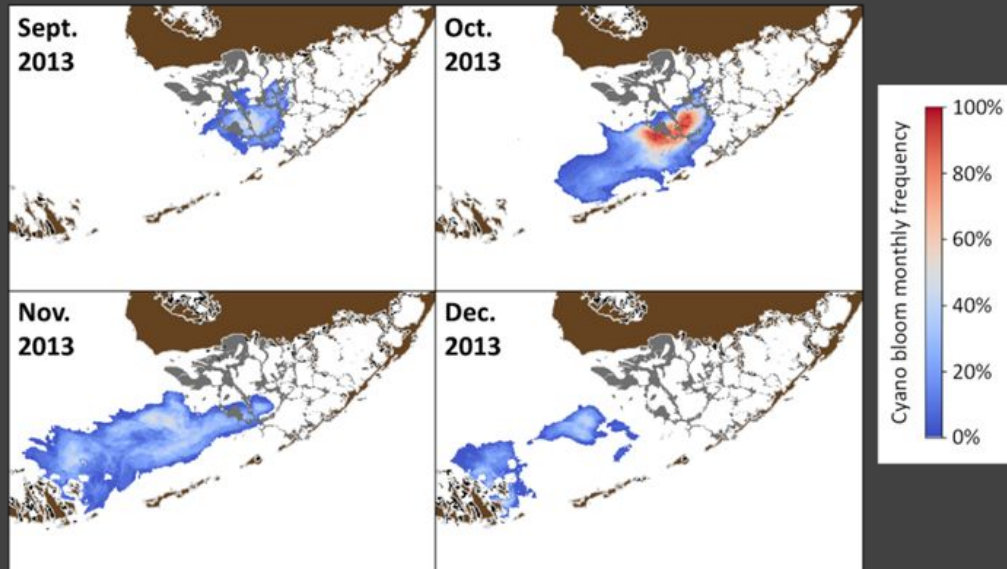 Sept.
2013
Oct.
2013
Nov.
2013
Dec.
2013
100%
80%
60%
40%
20%
0%
Cyano bloom monthly frequency